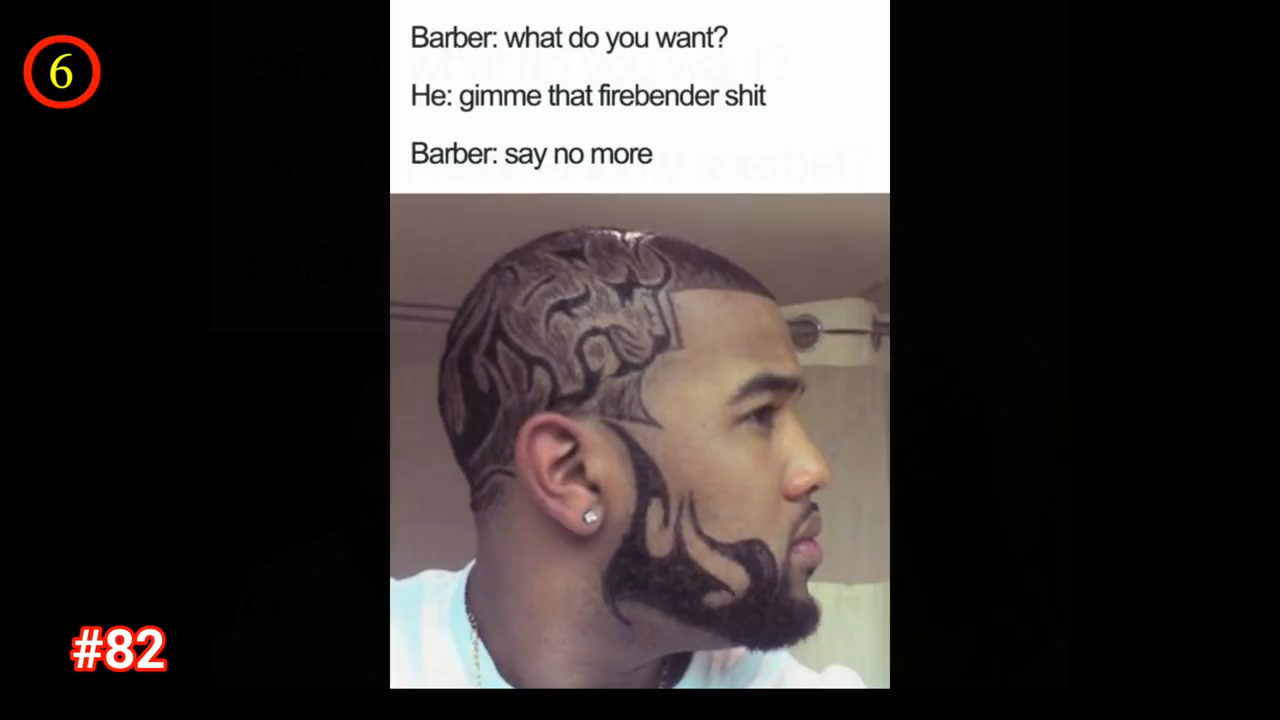 6
Barber: what do you want?
He: gimme that firebender shit
Barber: say no more
#82